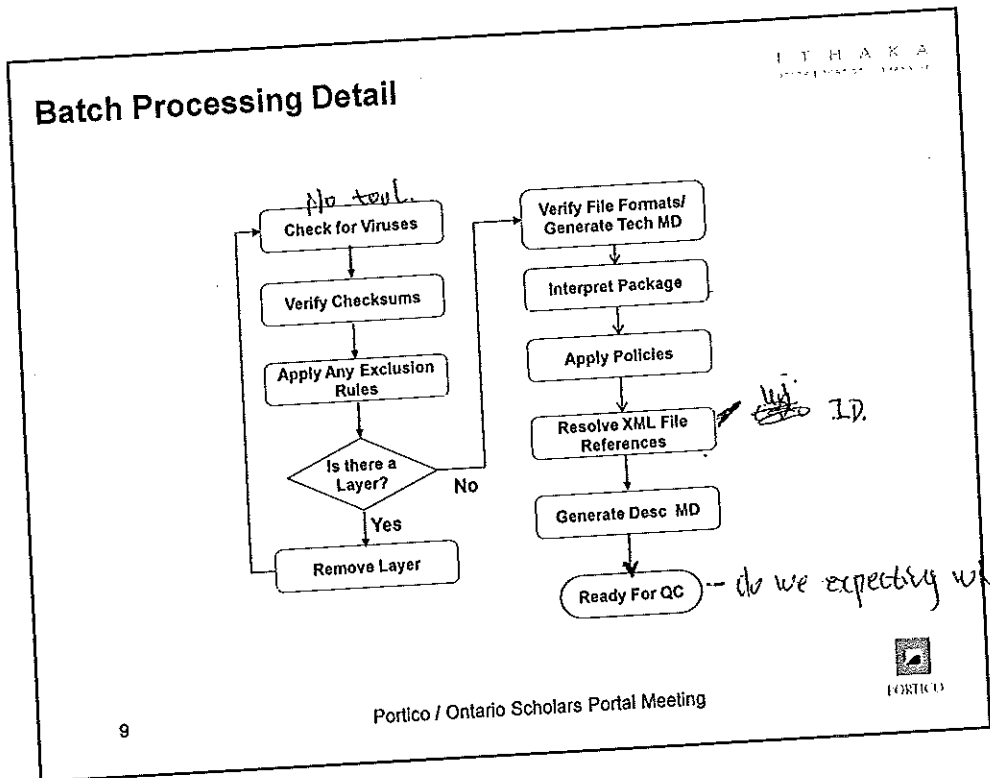 I T H A K A
Batch Processing Detail
No tool.
Check for Viruses
Verify Checksums
Apply Any Exclusion
Rules
Is there a
Layer?
No
Yes
Remove Layer
Verify File Formats/
Generate Tech MD
Interpret Package
Apply Policies
Resolve XML File
References
ID.
Generate Desc MD
Ready For QC
-- do we expecting
PORTICO
Portico / Ontario Scholars Portal Meeting
9